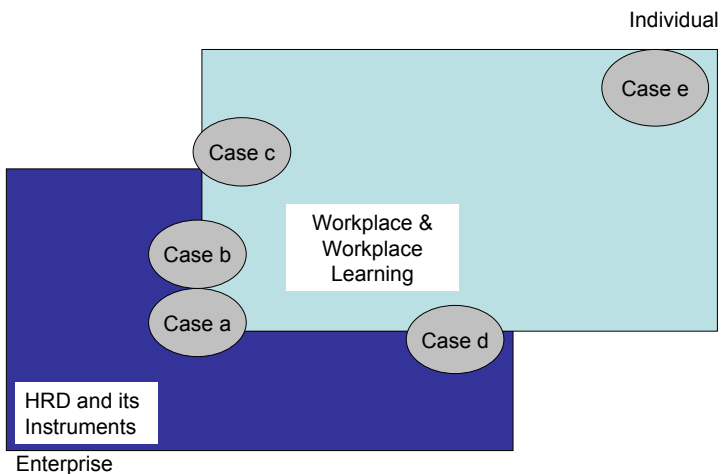 Individual
Case e
Case c
Workplace &
Workplace
Learning
Case b
Case a
Case d
HRD and its
Instruments
Enterprise